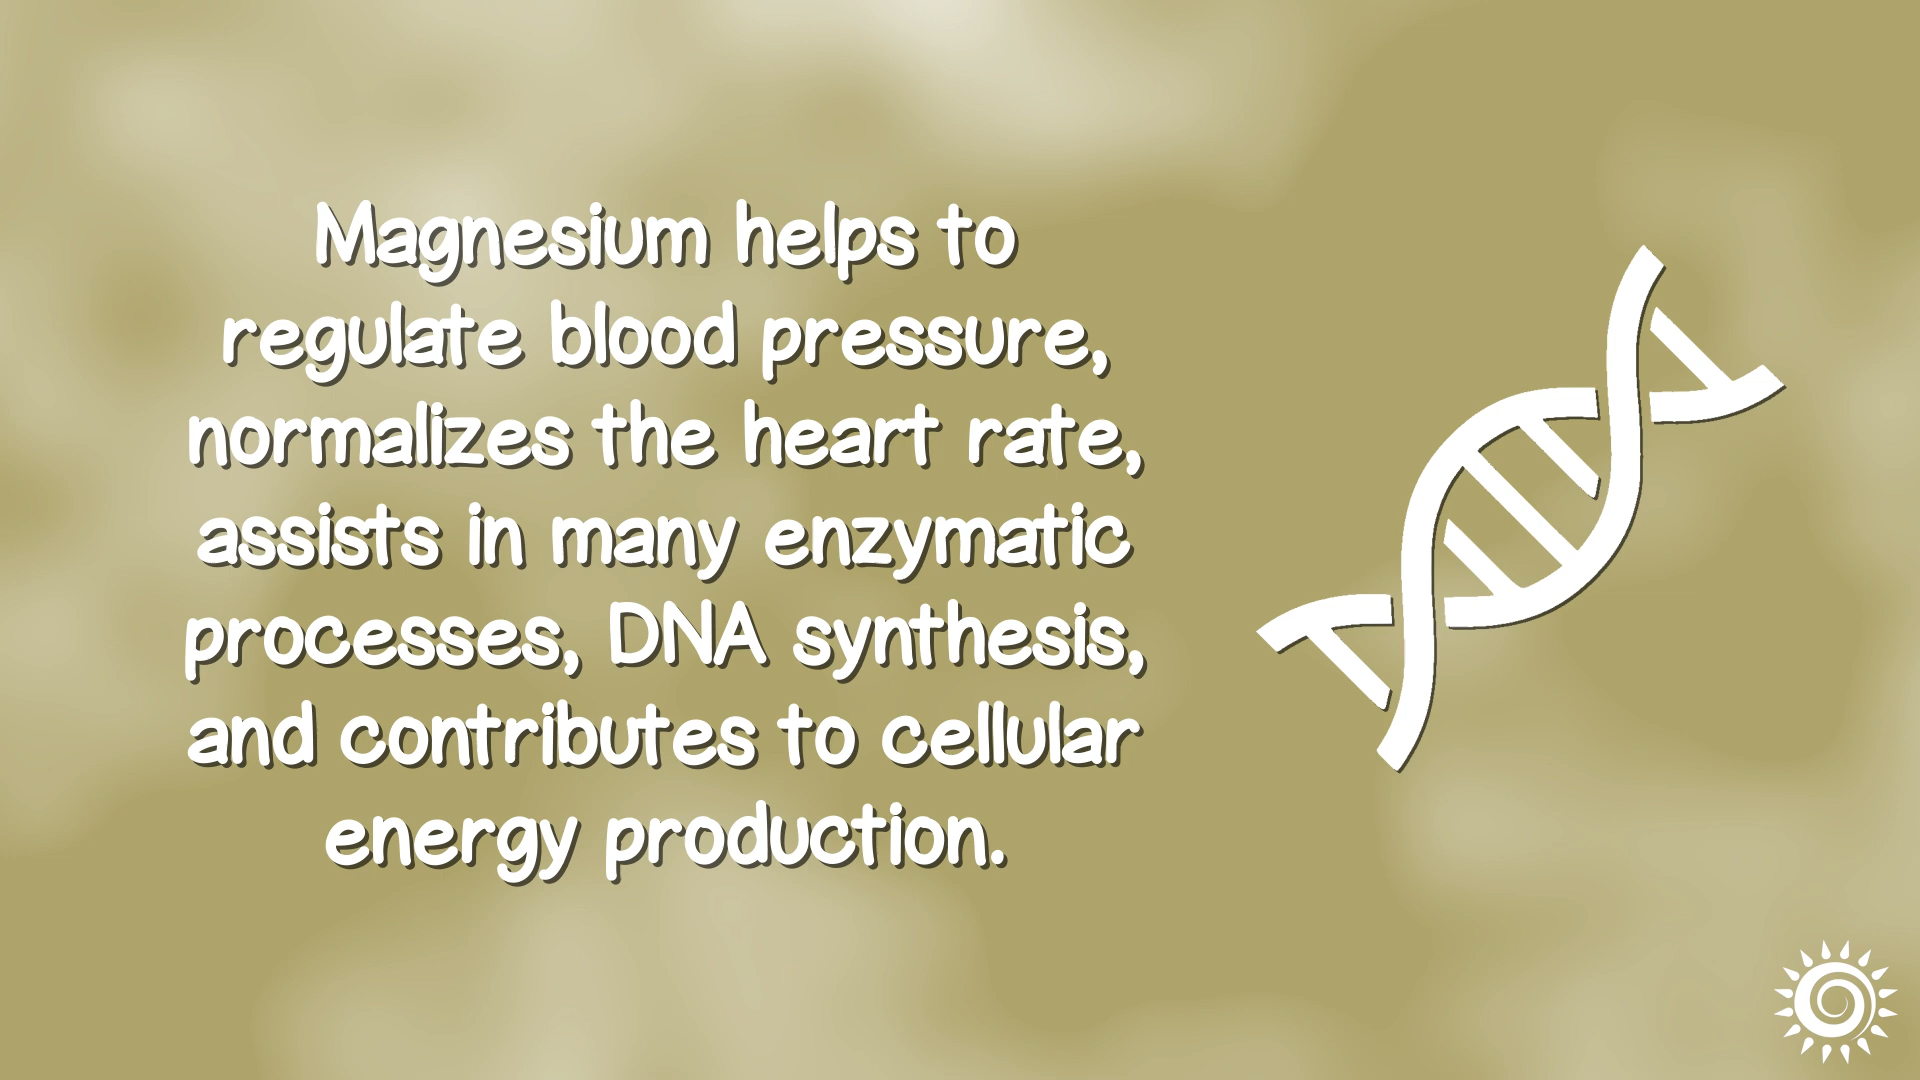 Magnesium helps to
regulate blood pressure,
normalizes the heart rate,
assists in many enzymatic
processes, DNA synthesis,
and contributes to cellular
energy production.